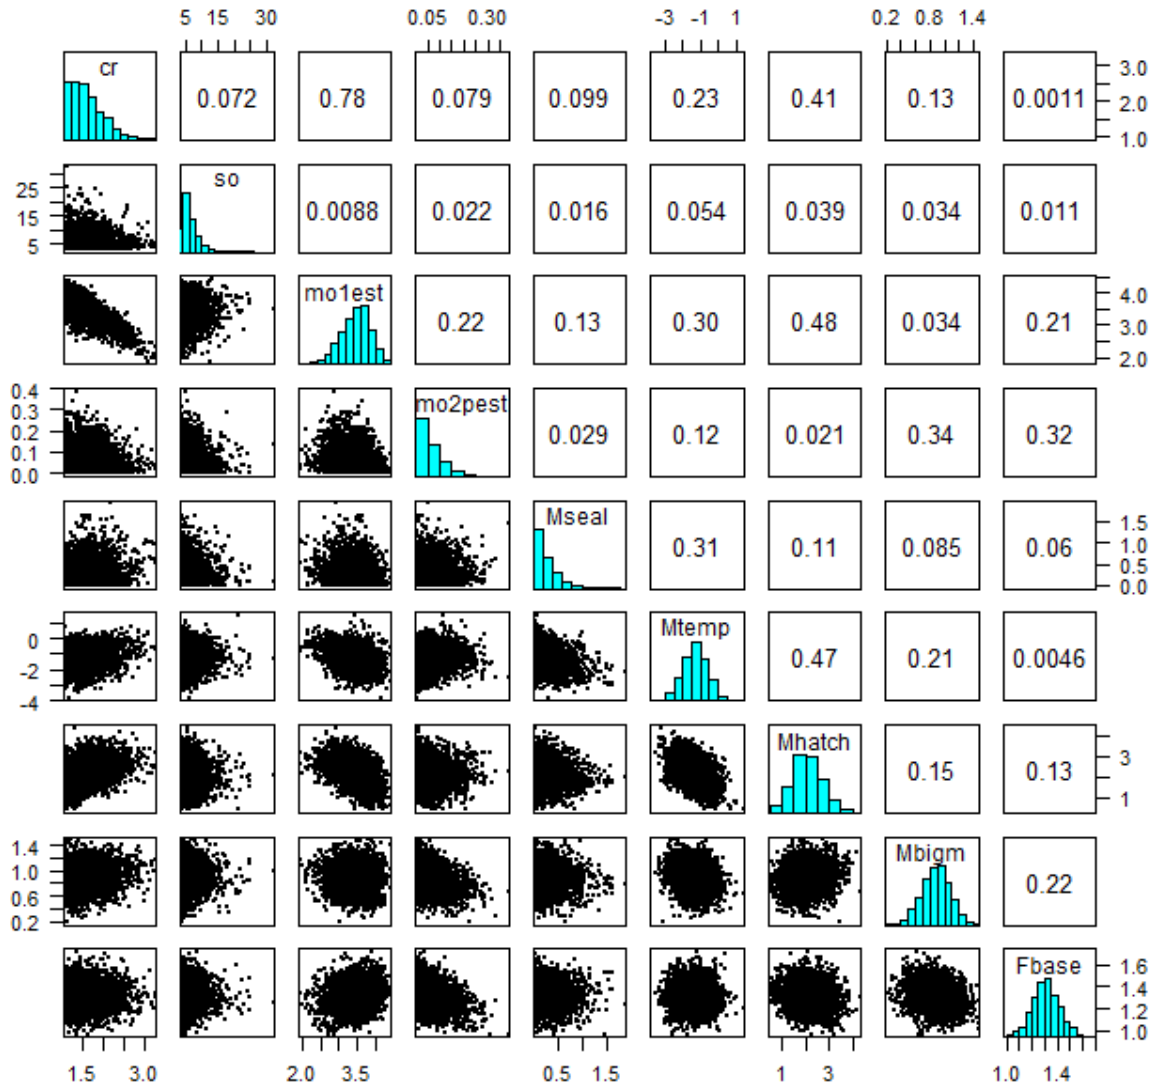 5 15 30 0.05 0.30 -3 -1 1 0.2 0.8 1.4
cr 0.072 0.78 0.079 0.099 0.23 0.41 0.13 0.0011 3.0
2.0
1.0
25
15
5
so 0.0088 0.022 0.016 0.054 0.039 0.034 0.011
mo1est 0.22 0.13 0.30 0.48 0.034 0.21 4.0
3.0
2.0
0.4
0.3
0.2
0.1
0.0
mo2pest 0.029 0.12 0.021 0.34 0.32
Mseal 0.31 0.11 0.085 0.06 1.5
1.0
0.5
0.0
0
-2
-4
Mtemp 0.47 0.21 0.0046
Mhatch 0.15 0.13 3
1
1.4
1.0
0.6
0.2
Mbigm 0.22
Fbase 1.6
1.4
1.2
1.0
1.5 3.0 2.0 3.5 0.5 1.5 1 3 1.0 1.4